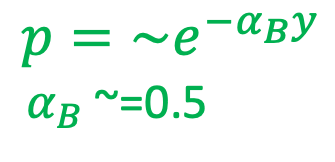 p = ~e^{-α_B y}
α_B ~=0.5